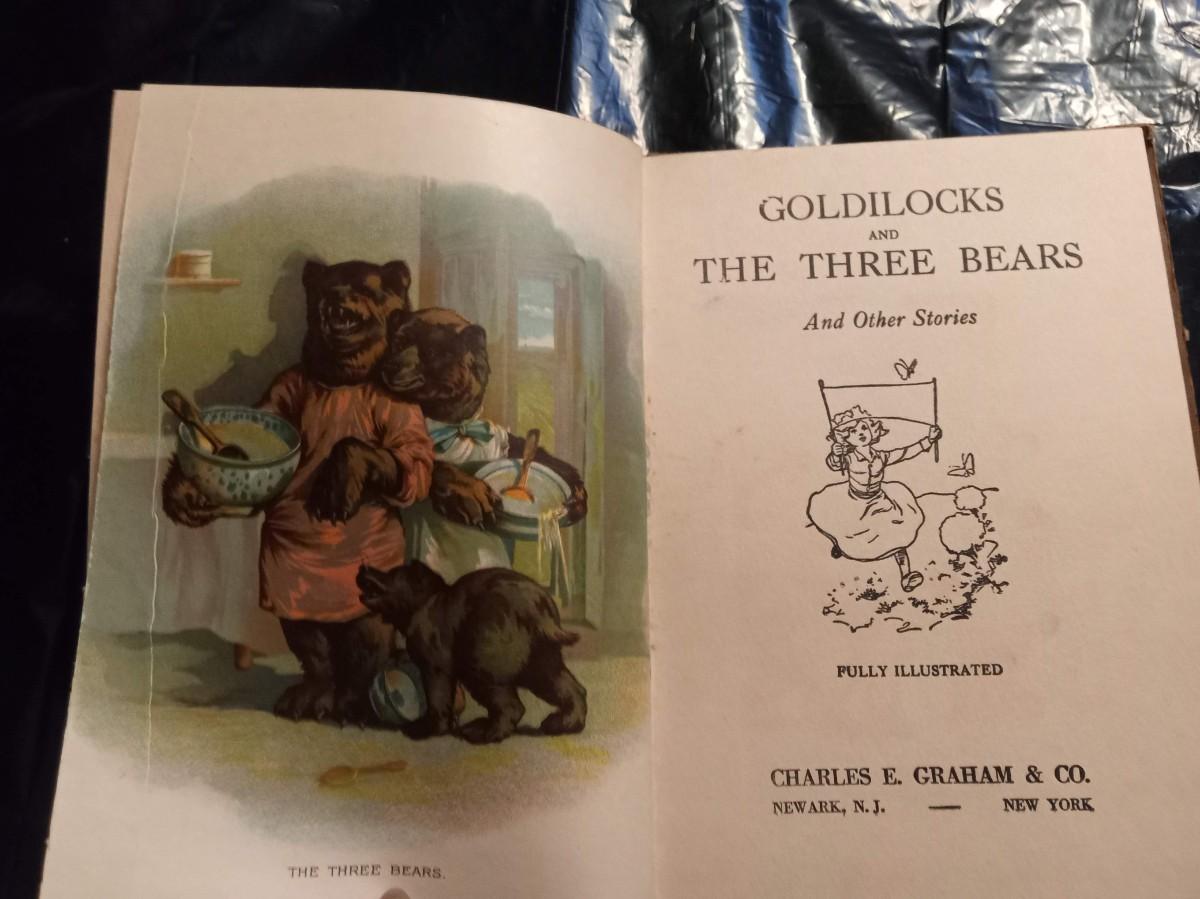 THE THREE BEARS.
GOLDILOCKS
AND
THE THREE BEARS
And Other Stories
FULLY ILLUSTRATED
CHARLES E. GRAHAM & CO.
NEWARK, N. J. — NEW YORK